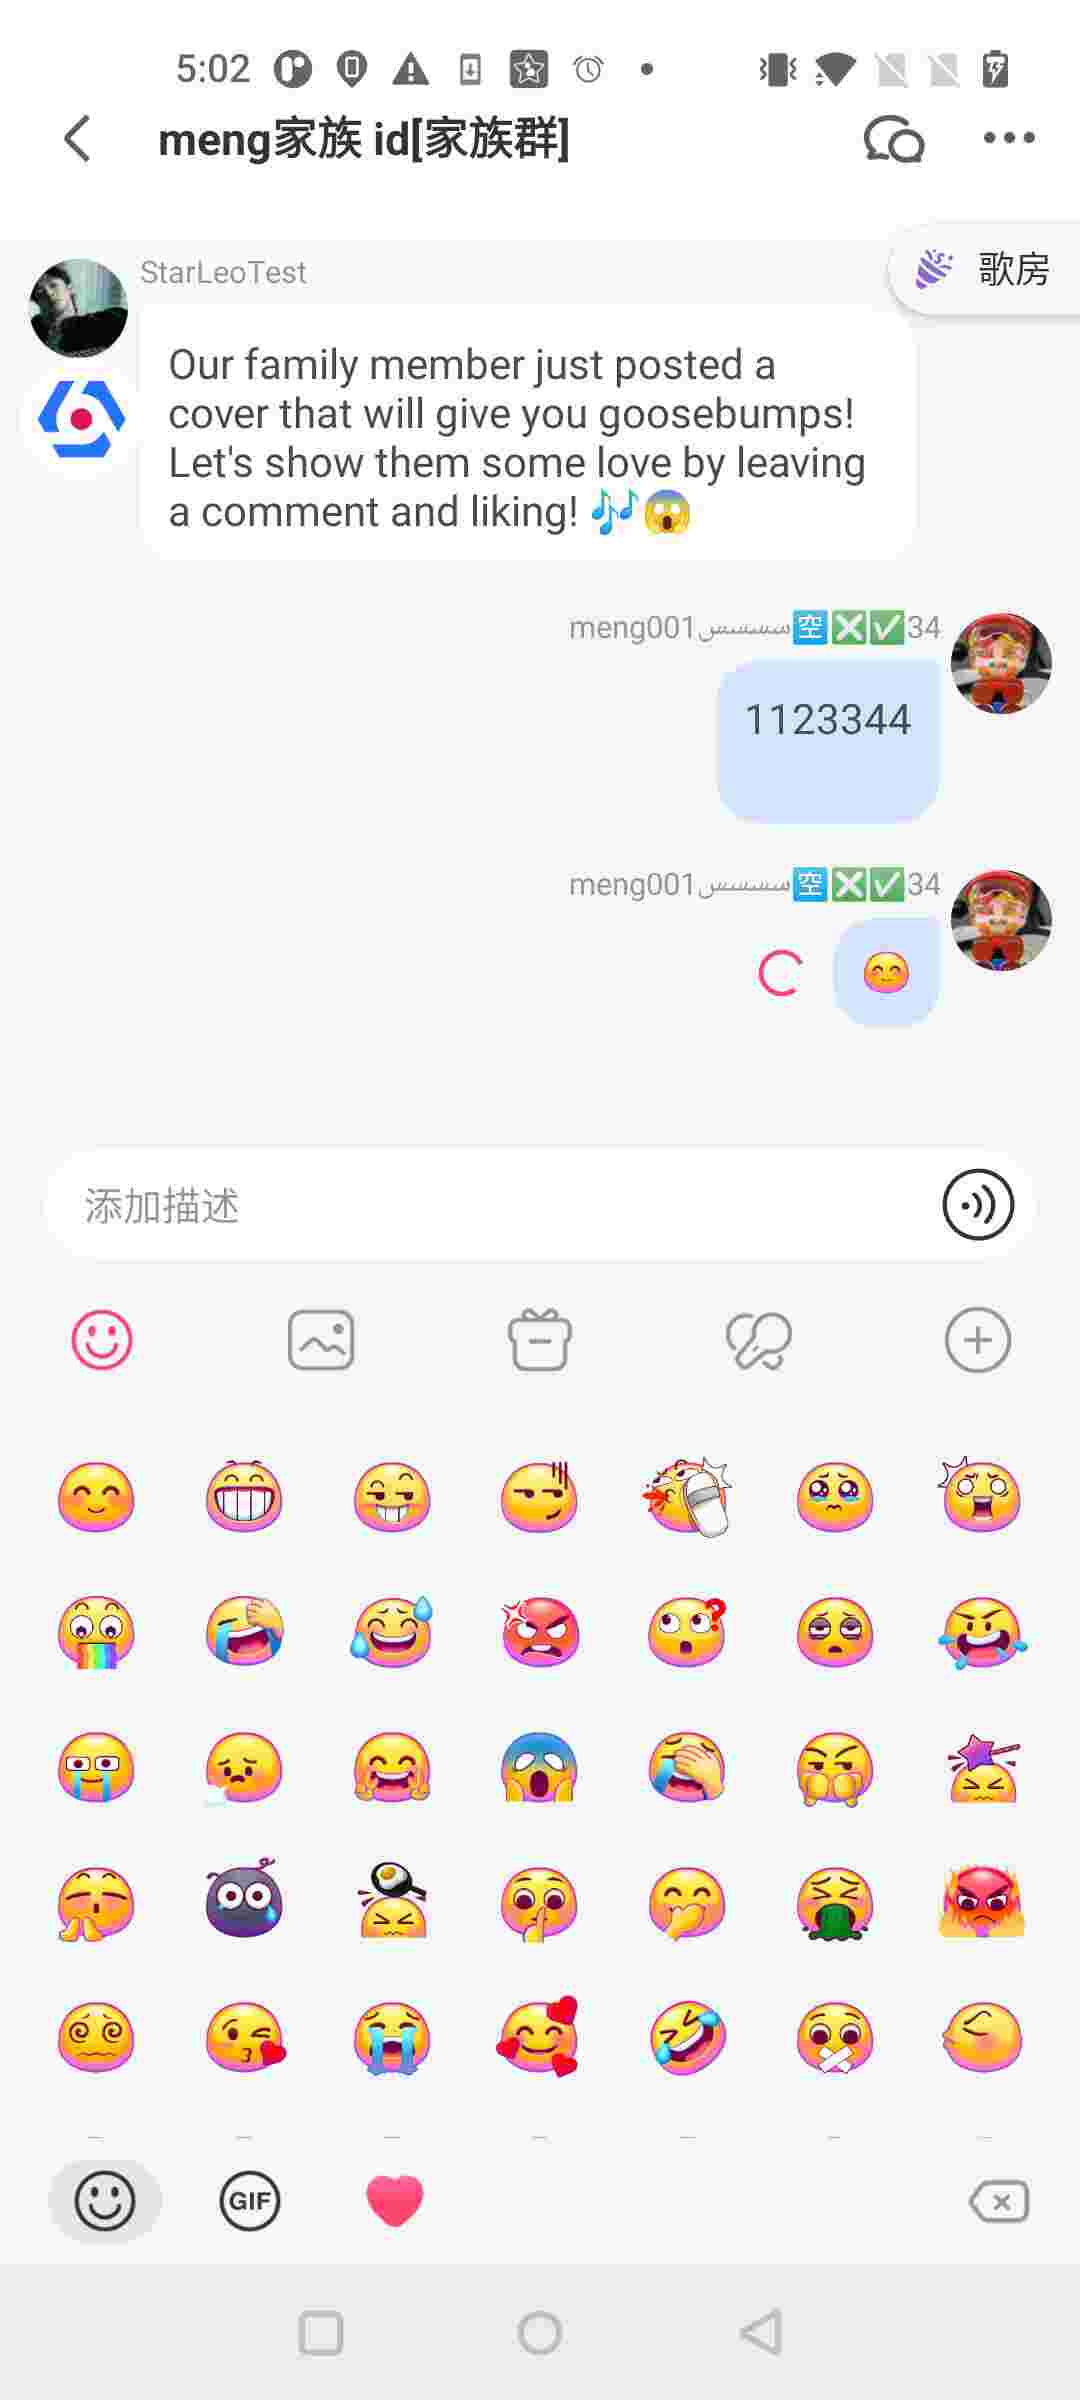 5:02
meng家族 id[家族群]
歌房
StarLeoTest
Our family member just posted a
cover that will give you goosebumps!
Let's show them some love by leaving
a comment and liking! 🎶😱
meng001سسسس🈳❎✅34
1123344
meng001سسسس🈳❎✅34
😊
添加描述
GIF